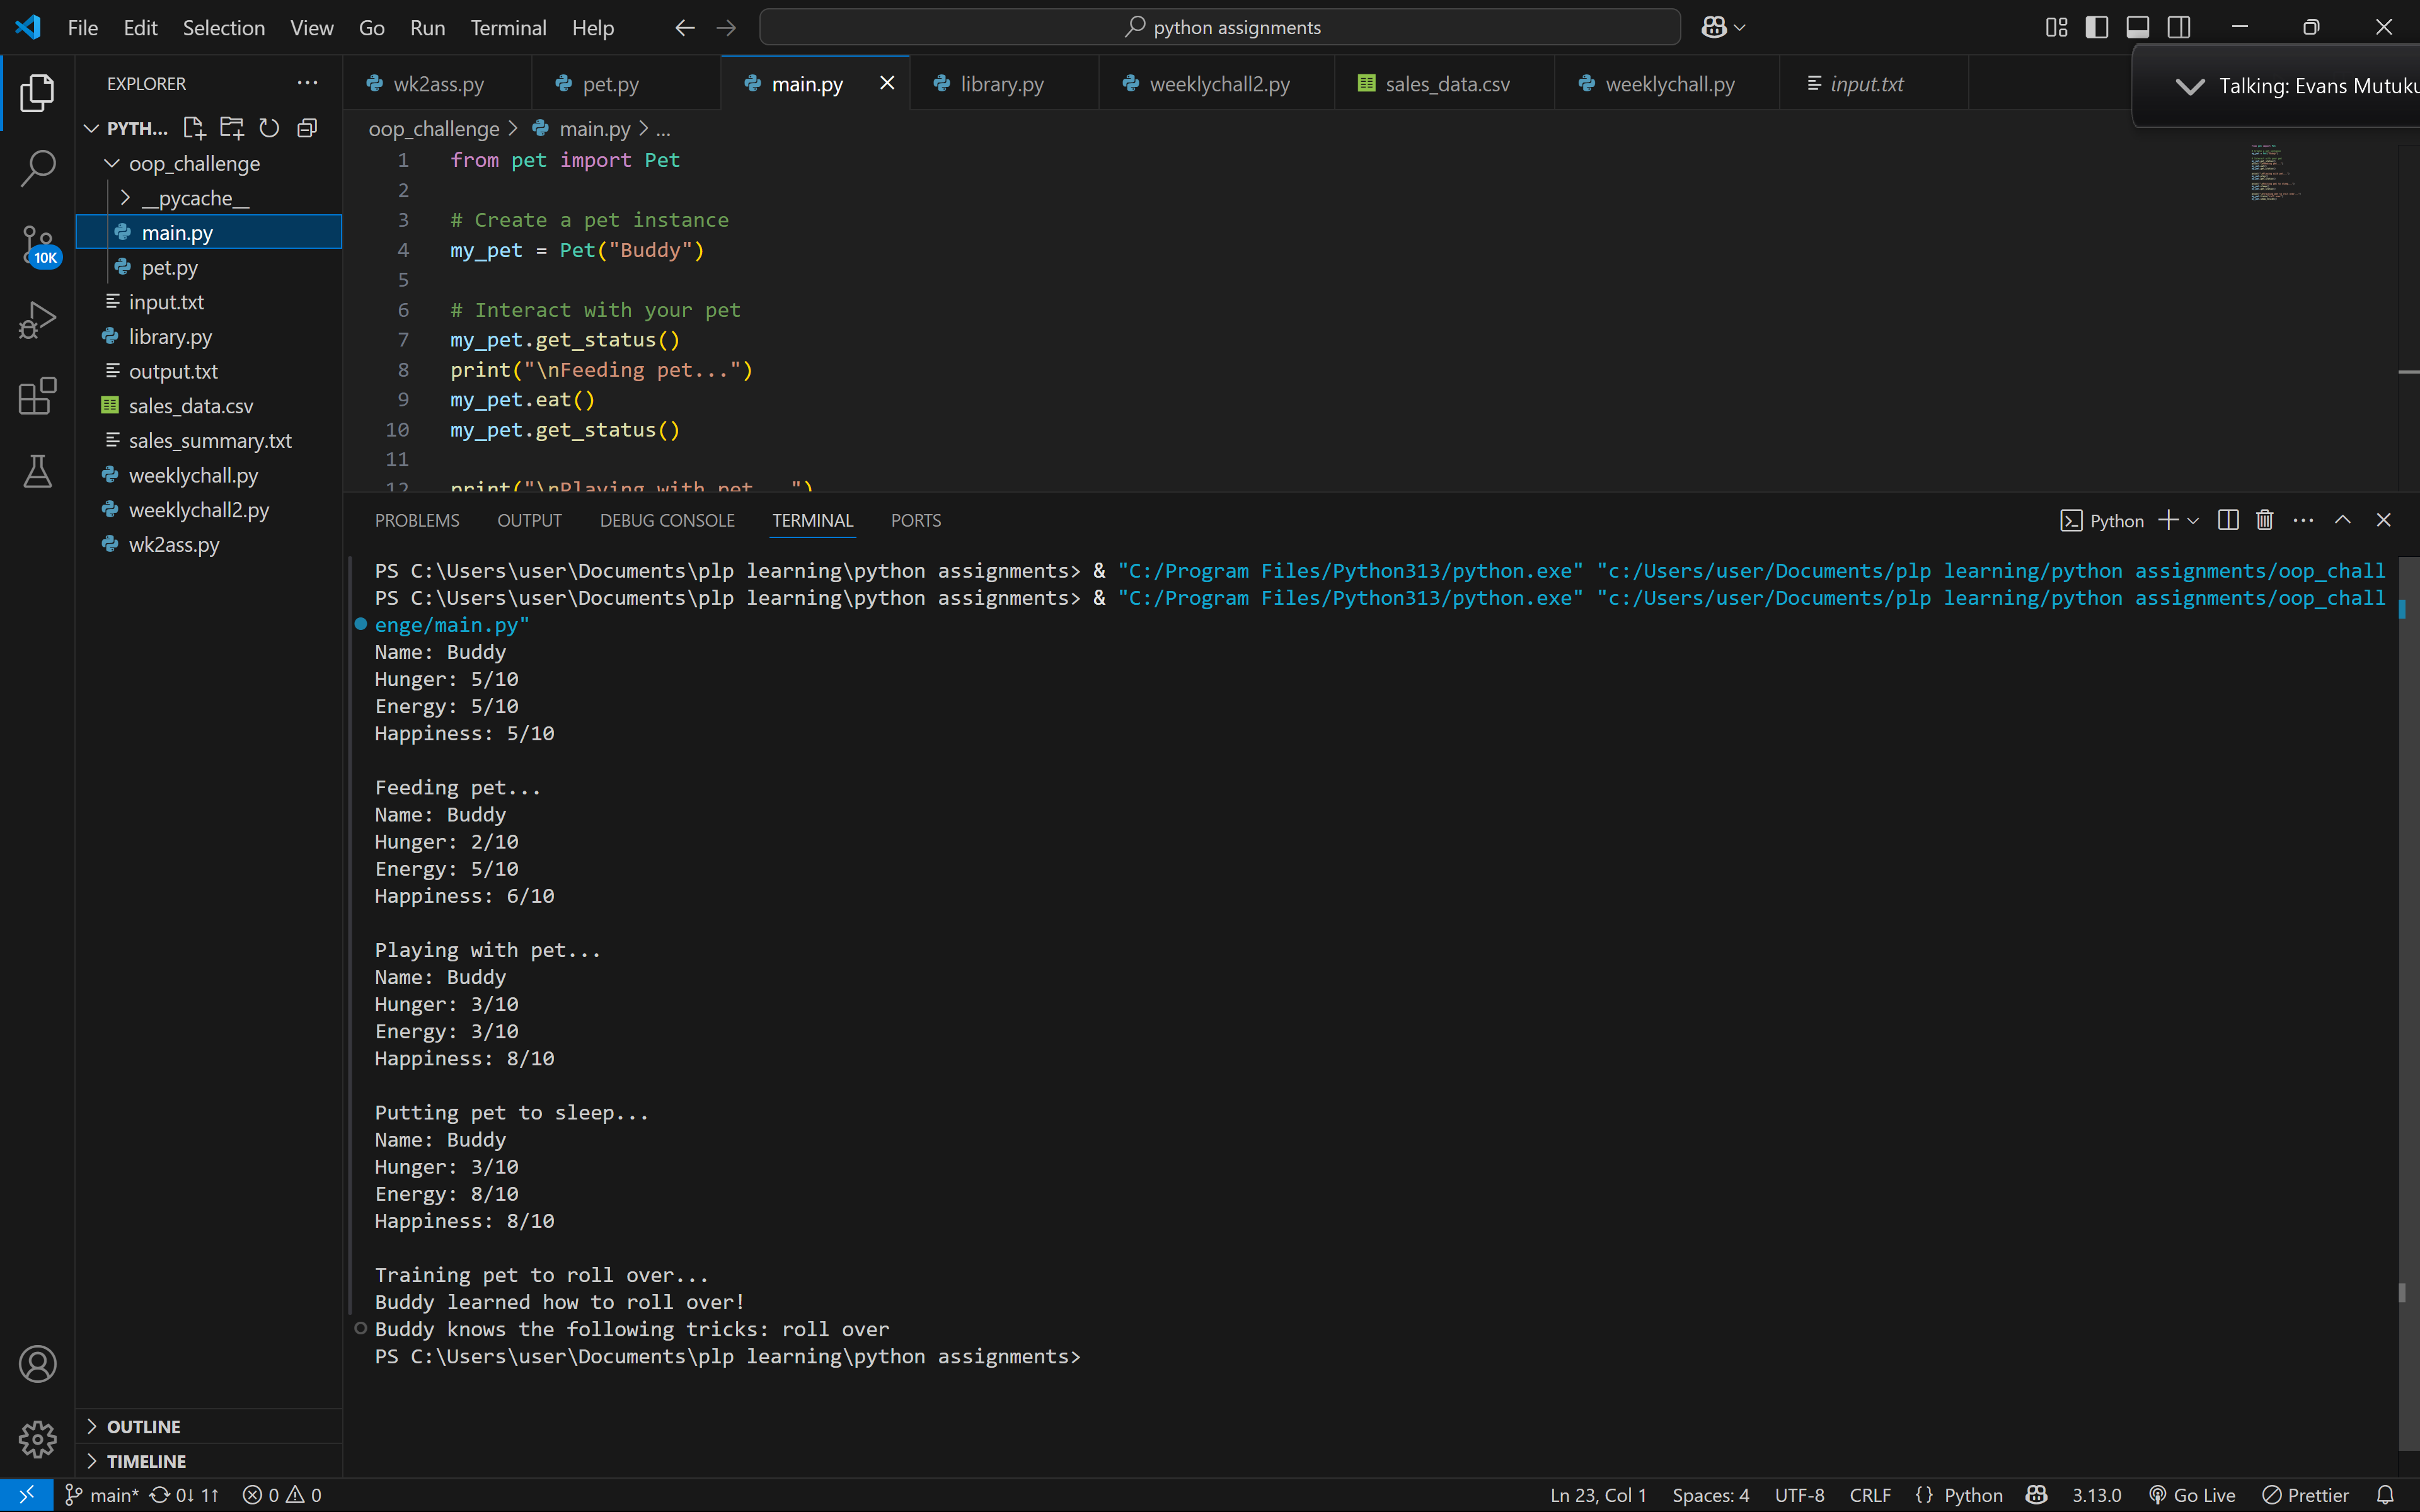 File Edit Selection View Go Run Terminal Help
python assignments
EXPLORER
wk2ass.py
pet.py
main.py
library.py
weeklychall2.py
sales_data.csv
weeklychall.py
input.txt
Talking: Evans Mutuku
PYTH...
oop_challenge
__pycache__
main.py
pet.py
input.txt
library.py
output.txt
sales_data.csv
sales_summary.txt
weeklychall.py
weeklychall2.py
wk2ass.py
10K
OUTLINE
TIMELINE
oop_challenge > main.py > ...
1 from pet import Pet
2
3 # Create a pet instance
4 my_pet = Pet("Buddy")
5
6 # Interact with your pet
7 my_pet.get_status()
8 print("\nFeeding pet...")
9 my_pet.eat()
10 my_pet.get_status()
11
12 print("\nPlaying with pet...")
PROBLEMS OUTPUT DEBUG CONSOLE TERMINAL PORTS
Python
PS C:\Users\user\Documents\plp learning\python assignments> & "C:/Program Files/Python313/python.exe" "c:/Users/user/Documents/plp learning/python assignments/oop_chall
PS C:\Users\user\Documents\plp learning\python assignments> & "C:/Program Files/Python313/python.exe" "c:/Users/user/Documents/plp learning/python assignments/oop_chall
enge/main.py"
Name: Buddy
Hunger: 5/10
Energy: 5/10
Happiness: 5/10
Feeding pet...
Name: Buddy
Hunger: 2/10
Energy: 5/10
Happiness: 6/10
Playing with pet...
Name: Buddy
Hunger: 3/10
Energy: 3/10
Happiness: 8/10
Putting pet to sleep...
Name: Buddy
Hunger: 3/10
Energy: 8/10
Happiness: 8/10
Training pet to roll over...
Buddy learned how to roll over!
Buddy knows the following tricks: roll over
PS C:\Users\user\Documents\plp learning\python assignments>
main* 0↓ 1↑ 0 0
Ln 23, Col 1 Spaces: 4 UTF-8 CRLF {} Python 3.13.0 Go Live Prettier